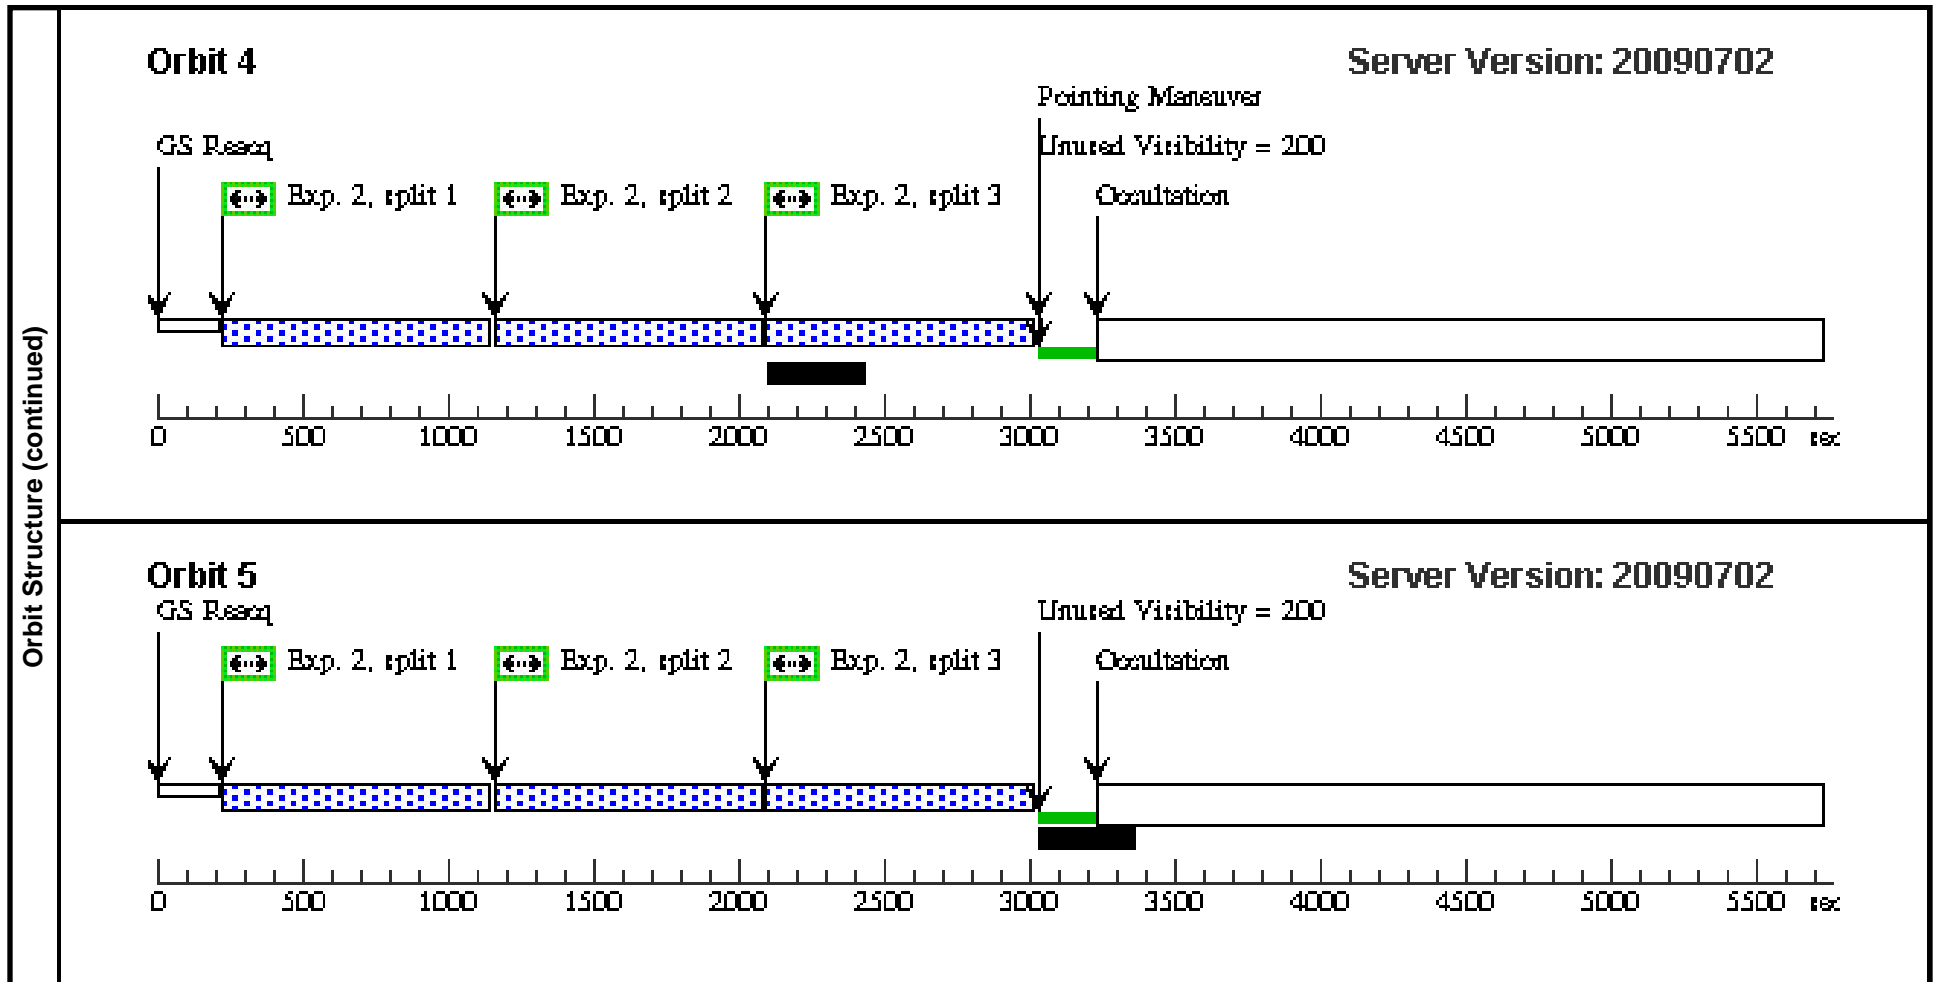 Orbit Structure (continued)
Orbit 4
Server Version: 20090702
Pointing Maneuver
GS Reacq
Unused Visibility = 200
Exp. 2, split 1
Exp. 2, split 2
Exp. 2, split 3
Occultation
0 500 1000 1500 2000 2500 3000 3500 4000 4500 5000 5500 sec
Orbit 5
Server Version: 20090702
GS Reacq
Unused Visibility = 200
Exp. 2, split 1
Exp. 2, split 2
Exp. 2, split 3
Occultation
0 500 1000 1500 2000 2500 3000 3500 4000 4500 5000 5500 sec